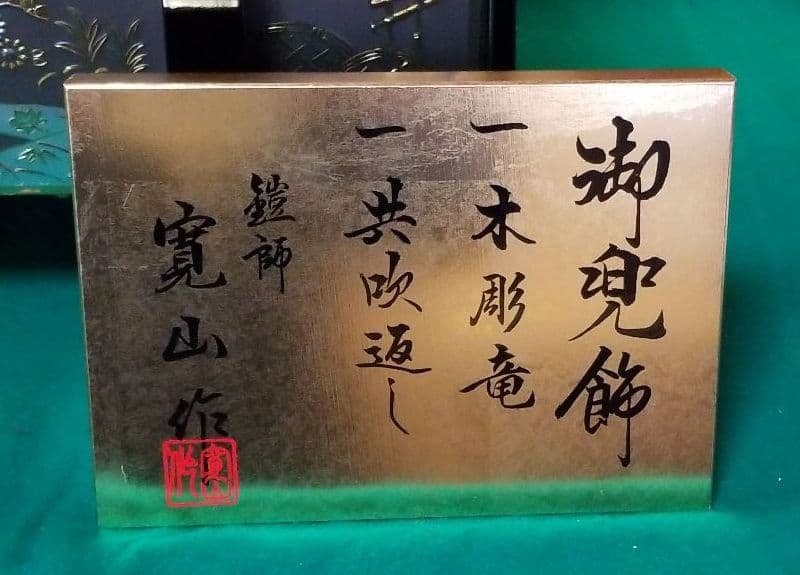 御兜飾
一 木彫竜
一 共吹返し
鎧師
寛山作